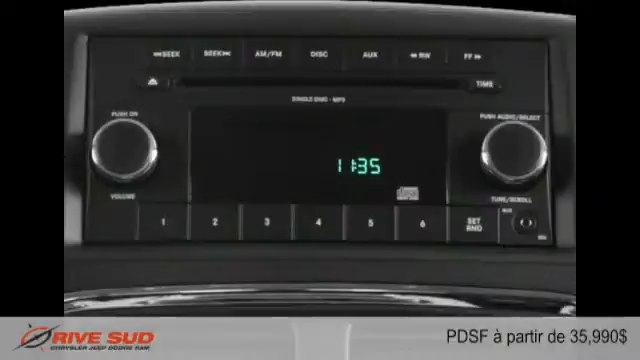 ⏮SEEK SEEK⏭ AM/FM DISC AUX ◀◀ RW FF ▶▶
TIME
SINGLE DISC - MP3
PUSH ON PUSH AUDIO/SELECT
11:35
VOLUME TUNE/SCROLL
1 2 3 4 5 6 SET RND AUX
RIVE SUD PDSF à partir de 35,990$
CHRYSLER JEEP DODGE RAM